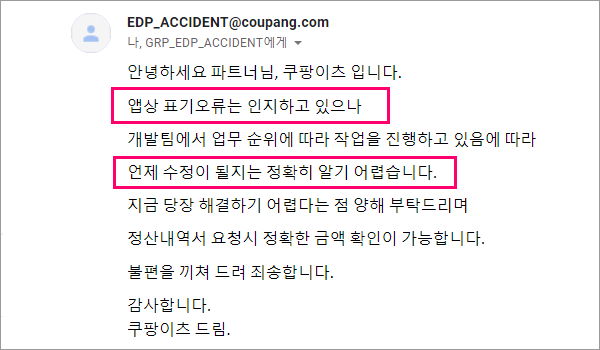 EDP_ACCIDENT@coupang.com
나, GRP_EDP_ACCIDENT에게
안녕하세요 파트너님, 쿠팡이츠 입니다.
앱상 표기오류는 인지하고 있으나
개발팀에서 업무 순위에 따라 작업을 진행하고 있음에 따라
언제 수정이 될지는 정확히 알기 어렵습니다.
지금 당장 해결하기 어렵다는 점 양해 부탁드리며
정산내역서 요청시 정확한 금액 확인이 가능합니다.
불편을 끼쳐 드려 죄송합니다.
감사합니다.
쿠팡이츠 드림.